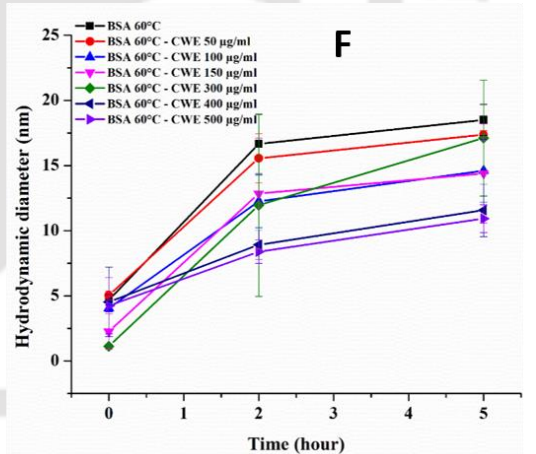 F
BSA 60°C
BSA 60°C - CWE 50 µg/ml
BSA 60°C - CWE 100 µg/ml
BSA 60°C - CWE 150 µg/ml
BSA 60°C - CWE 300 µg/ml
BSA 60°C - CWE 400 µg/ml
BSA 60°C - CWE 500 µg/ml
Hydrodynamic diameter (nm)
25
20
15
10
5
0
0 1 2 3 4 5
Time (hour)